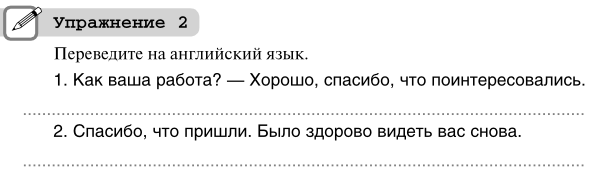 Упражнение 2
Переведите на английский язык.
1. Как ваша работа? — Хорошо, спасибо, что поинтересовались.
2. Спасибо, что пришли. Было здорово видеть вас снова.